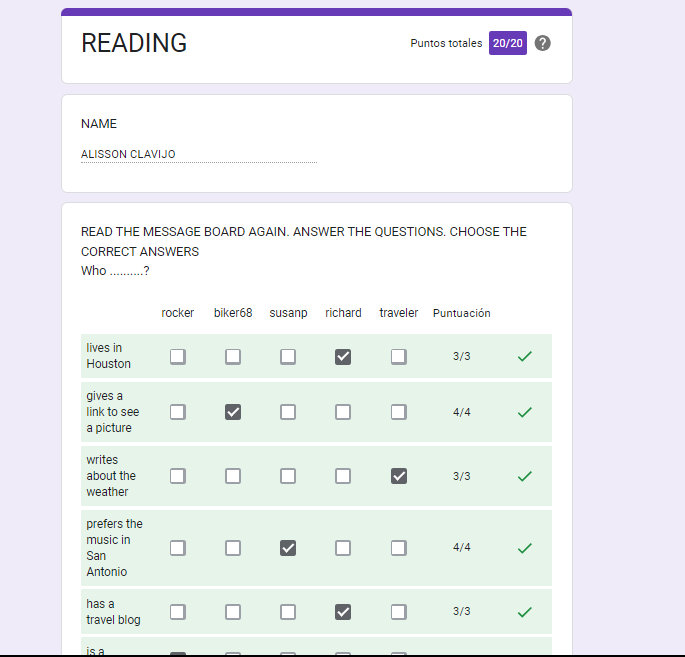 READING
Puntos totales 20/20 ?
NAME
ALISSON CLAVIJO
READ THE MESSAGE BOARD AGAIN. ANSWER THE QUESTIONS. CHOOSE THE
CORRECT ANSWERS
Who ..........?
rocker biker68 susanp richard traveler Puntuación
lives in
Houston
3/3
gives a
link to see
a picture
4/4
writes
about the
weather
3/3
prefers the
music in
San
Antonio
4/4
has a
travel blog
3/3
is a